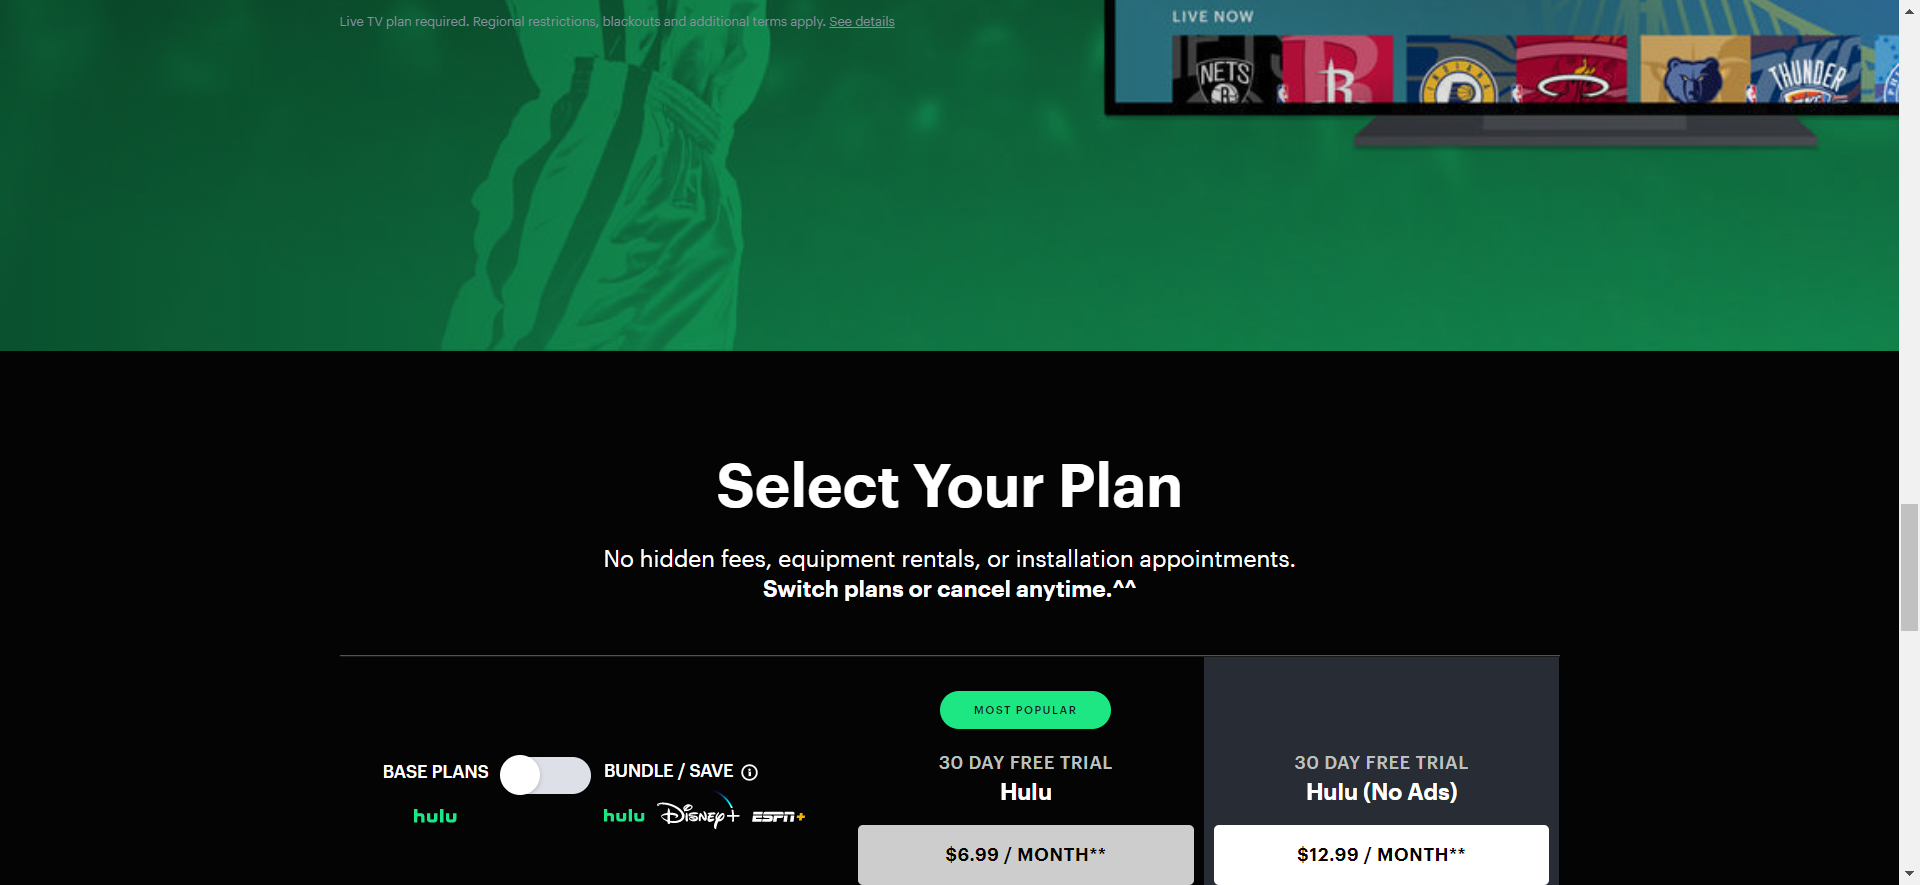 Live TV plan required. Regional restrictions, blackouts and additional terms apply. See details
LIVE NOW
NETS
B
R
INDIANA
THUNDER
Select Your Plan
No hidden fees, equipment rentals, or installation appointments.
Switch plans or cancel anytime.^^
MOST POPULAR
BASE PLANS
BUNDLE / SAVE
hulu
hulu Disney+ ESPN+
30 DAY FREE TRIAL
Hulu
$6.99 / MONTH**
30 DAY FREE TRIAL
Hulu (No Ads)
$12.99 / MONTH**